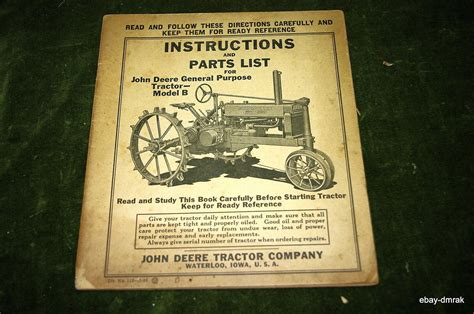 READ AND FOLLOW THESE DIRECTIONS CAREFULLY AND
KEEP THEM FOR READY REFERENCE
INSTRUCTIONS
AND
PARTS LIST
FOR
John Deere General Purpose
Tractor—
Model B
Read and Study This Book Carefully Before Starting Tractor
Keep for Ready Reference
Give your tractor daily attention and make sure that all
parts are kept tight and properly oiled. Good oil and proper
care protect your tractor from undue wear, loss of power,
repair expense and early replacements.
Always give serial number of tractor when ordering repairs.
JOHN DEERE TRACTOR COMPANY
WATERLOO, IOWA, U. S. A.
ebay-dmrak